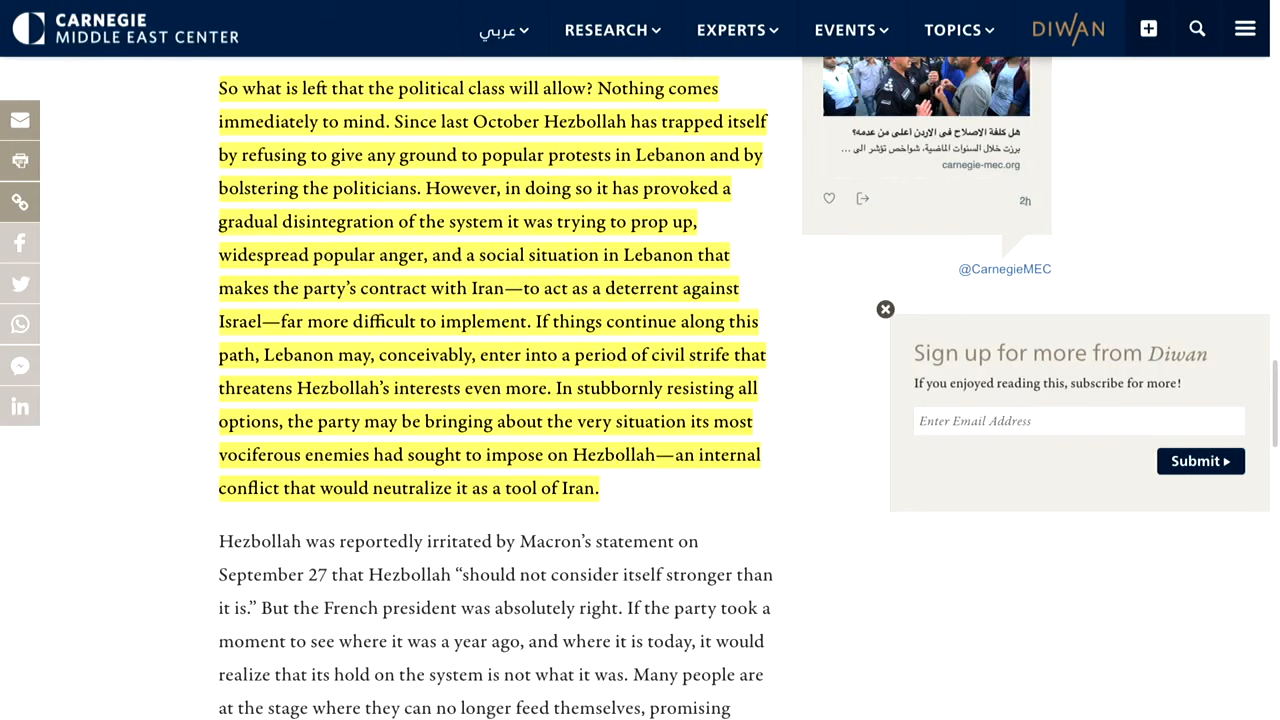 CARNEGIE
MIDDLE EAST CENTER
عربي
RESEARCH
EXPERTS
EVENTS
TOPICS
DIWAN
So what is left that the political class will allow? Nothing comes
immediately to mind. Since last October Hezbollah has trapped itself
by refusing to give any ground to popular protests in Lebanon and by
bolstering the politicians. However, in doing so it has provoked a
gradual disintegration of the system it was trying to prop up,
widespread popular anger, and a social situation in Lebanon that
makes the party’s contract with Iran—to act as a deterrent against
Israel—far more difficult to implement. If things continue along this
path, Lebanon may, conceivably, enter into a period of civil strife that
threatens Hezbollah’s interests even more. In stubbornly resisting all
options, the party may be bringing about the very situation its most
vociferous enemies had sought to impose on Hezbollah—an internal
conflict that would neutralize it as a tool of Iran.
Hezbollah was reportedly irritated by Macron’s statement on
September 27 that Hezbollah “should not consider itself stronger than
it is.” But the French president was absolutely right. If the party took a
moment to see where it was a year ago, and where it is today, it would
realize that its hold on the system is not what it was. Many people are
at the stage where they can no longer feed themselves, promising
هل كلفة الإصلاح في الاردن أعلى من عدمه؟
برزت خلال السنوات الماضية، شواخص تؤشر الى ...
carnegie-mec.org
2h
@CarnegieMEC
Sign up for more from Diwan
If you enjoyed reading this, subscribe for more!
Enter Email Address
Submit